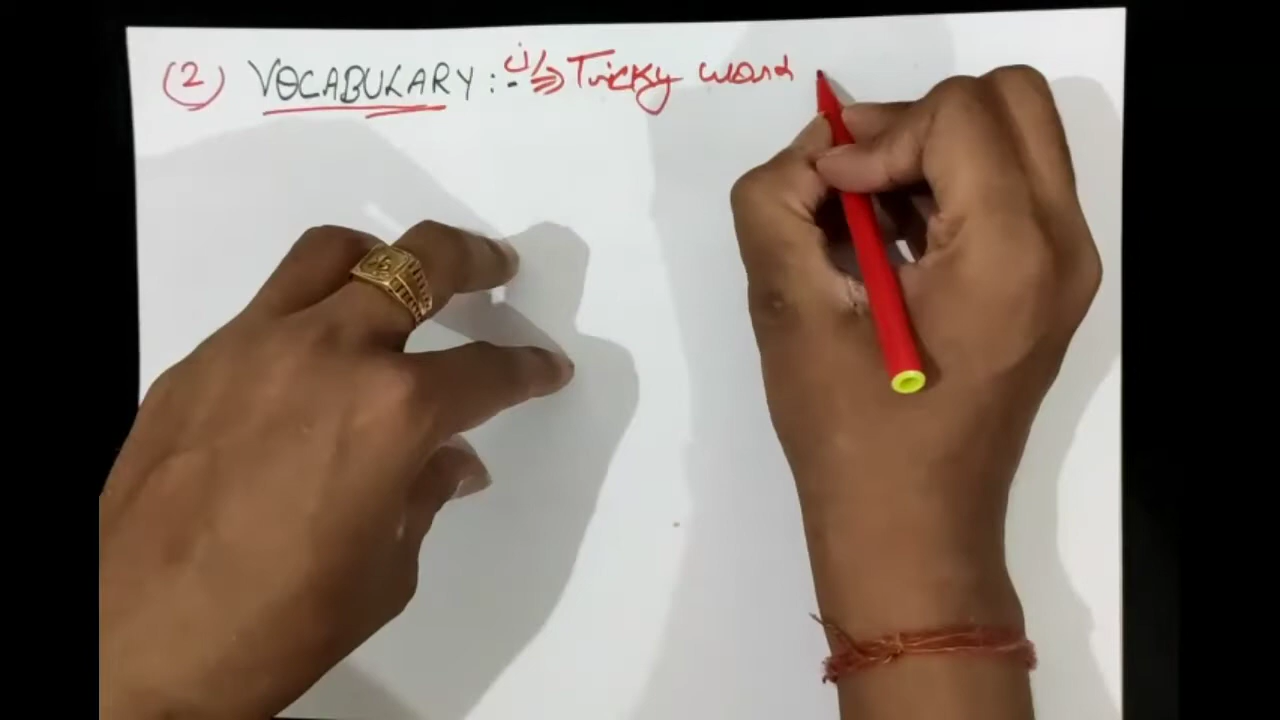 (2) VOCABULARY :- i) ⇒ Tricky word